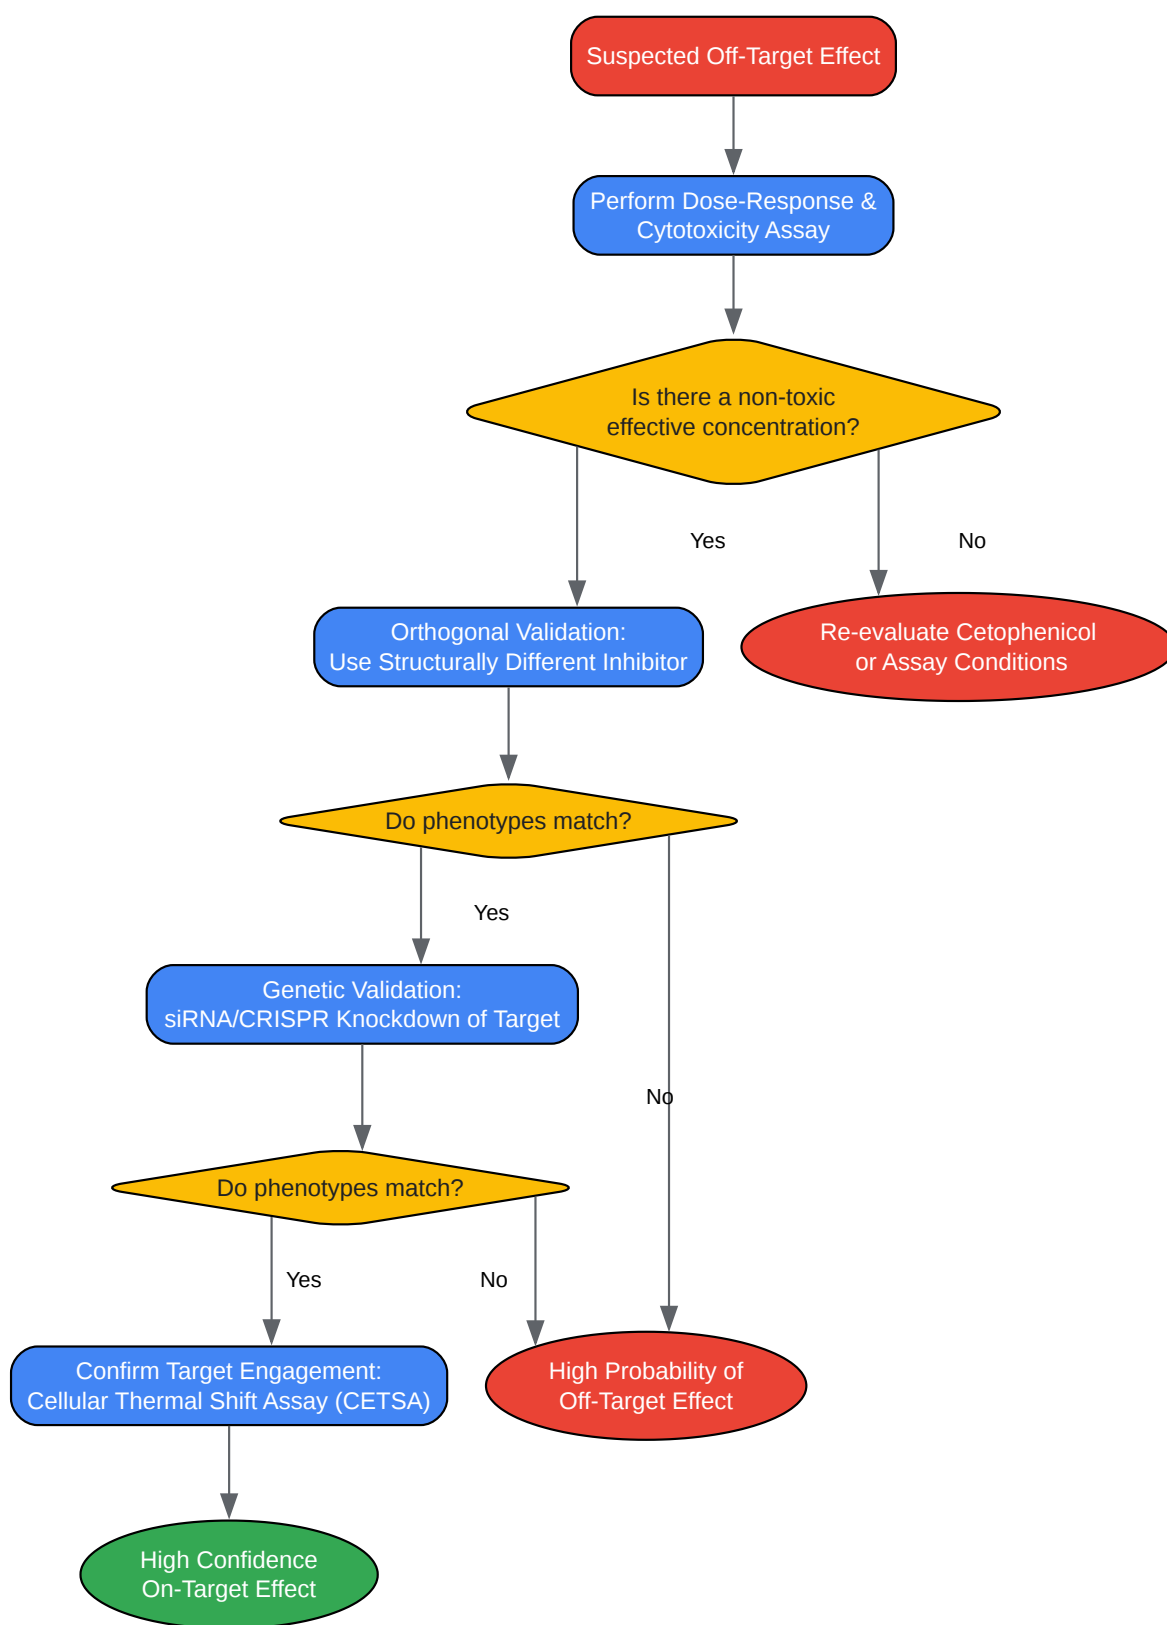 Suspected Off-Target Effect
Perform Dose-Response &
Cytotoxicity Assay
Is there a non-toxic
effective concentration?
Yes
No
Orthogonal Validation:
Use Structurally Different Inhibitor
Re-evaluate Cetophenicol
or Assay Conditions
Do phenotypes match?
Yes
Genetic Validation:
siRNA/CRISPR Knockdown of Target
No
Do phenotypes match?
Yes
No
Confirm Target Engagement:
Cellular Thermal Shift Assay (CETSA)
High Probability of
Off-Target Effect
High Confidence
On-Target Effect